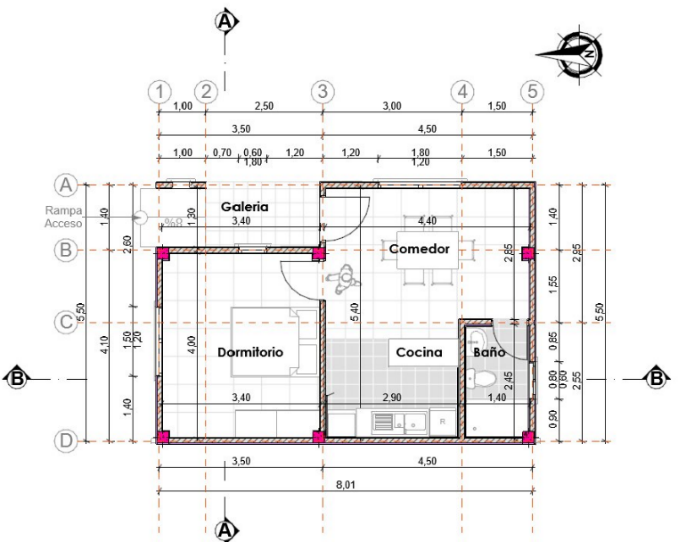 A
N
1 2 3 4 5
1,00 2,50 3,00 1,50
3,50 4,50
1,00 0,70 0,60 1,20 1,20 1,80 1,50
1,80 1,20
A
Galeria
Rampa
Acceso
%8
1,30
3,40 4,40
1,40
2,60
B
Comedor
2,85
1,40
2,95
1,55
5,50
5,40
5,50
C
4,10
1,50
1,20
4,00
Dormitorio
Cocina
Baño
0,85
B
B
2,45
0,80
0,60
2,55
3,40 2,90 1,40
1,40
R
0,90
D
3,50 4,50
8,01
A